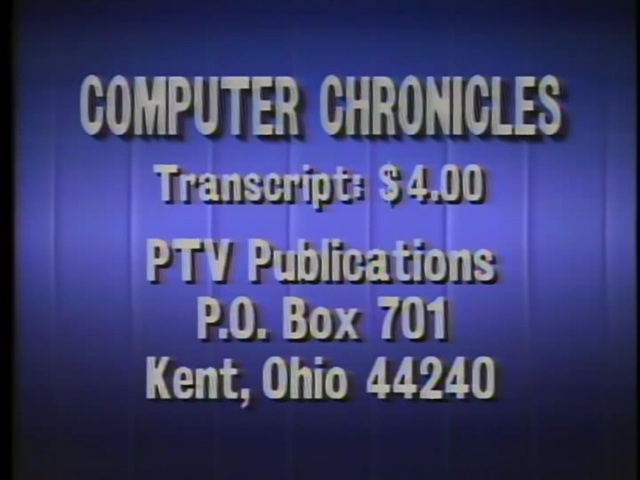 COMPUTER CHRONICLES
Transcript: $4.00
PTV Publications
P.O. Box 701
Kent, Ohio 44240